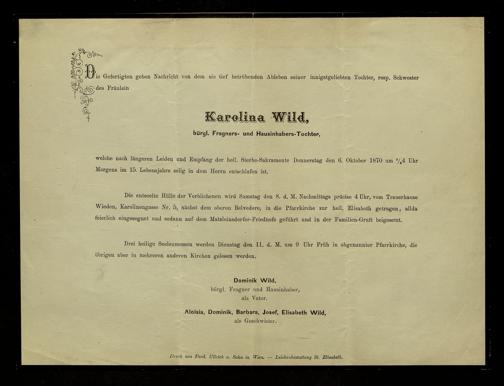 Die Gefertigten geben Nachricht von dem sie tief betrübenden Ableben seiner innigstgeliebten Tochter, resp. Schwester
des Fräulein
Karolina Wild,
bürgl. Fragners- und Hausinhabers-Tochter,
welche nach längeren Leiden und Empfang der heil. Sterbe-Sakramente Donnerstag den 6. Oktober 1870 um 4 Uhr
Morgens im 15. Lebensjahre selig in dem Herrn entschlafen ist.
Die entseelte Hülle der Verblichenen wird Samstag den 8. d. M. Nachmittags präcise 4 Uhr, vom Trauerhause
Wieden, Karolinengasse Nr. 5, nächst dem oberen Belvedere, in die Pfarrkirche zur heil. Elisabeth getragen, allda
feierlich eingesegnet und sodann auf dem Matzleinsdorfer-Friedhofe geführt und in der Familien-Gruft beigesetzt.
Drei heilige Seelenmessen werden Dienstag den 11. d. M. um 9 Uhr Früh in obgenannter Pfarrkirche, die
übrigen aber in mehreren anderen Kirchen gelesen werden.
Dominik Wild,
bürgl. Fragner und Hausinhaber,
als Vater.
Aloisia, Dominik, Barbara, Josef, Elisabeth Wild,
als Geschwister.
Druck von Ferd. Ullrich u. Sohn in Wien. — Leichenbestattung St. Elisabeth.